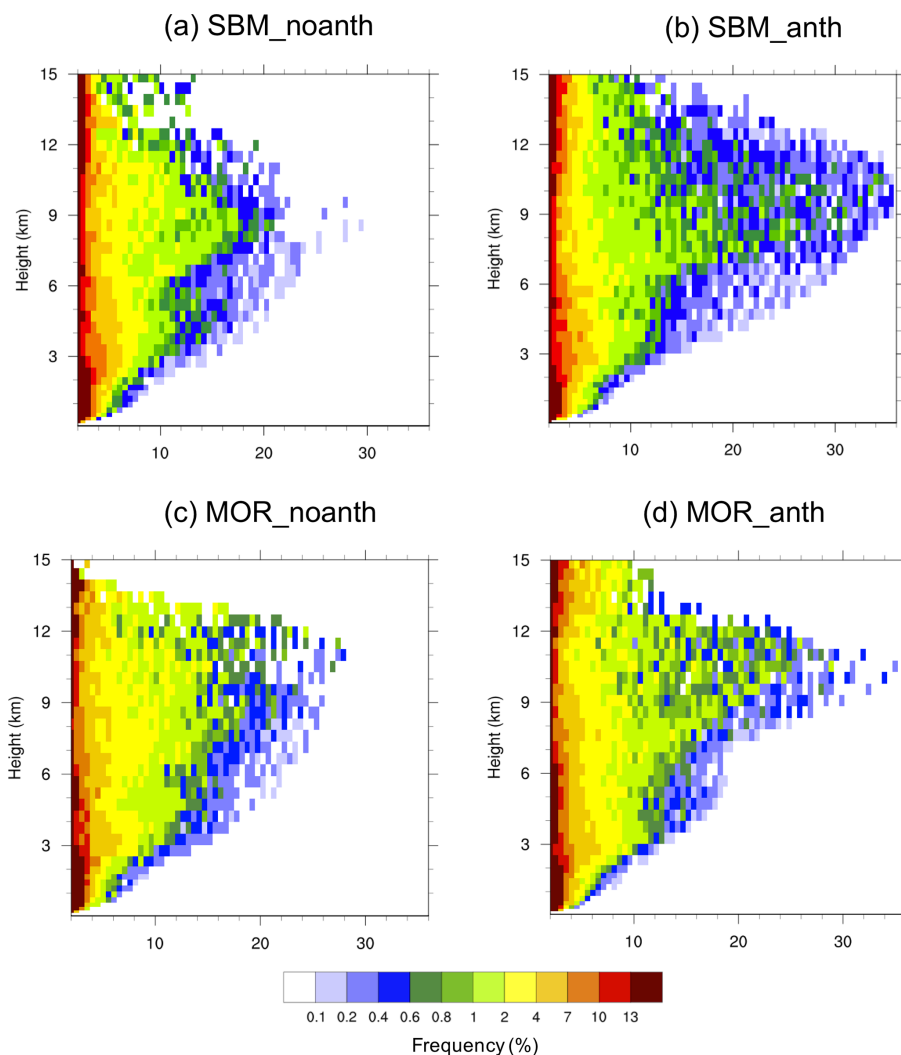 (a) SBM_noanth
(b) SBM_anth
15
12
9
6
3
Height (km)
10 20 30
15
12
9
6
3
Height (km)
10 20 30
(c) MOR_noanth
(d) MOR_anth
15
12
9
6
3
Height (km)
10 20 30
15
12
9
6
3
Height (km)
10 20 30
0.1 0.2 0.4 0.6 0.8 1 2 4 7 10 13
Frequency (%)